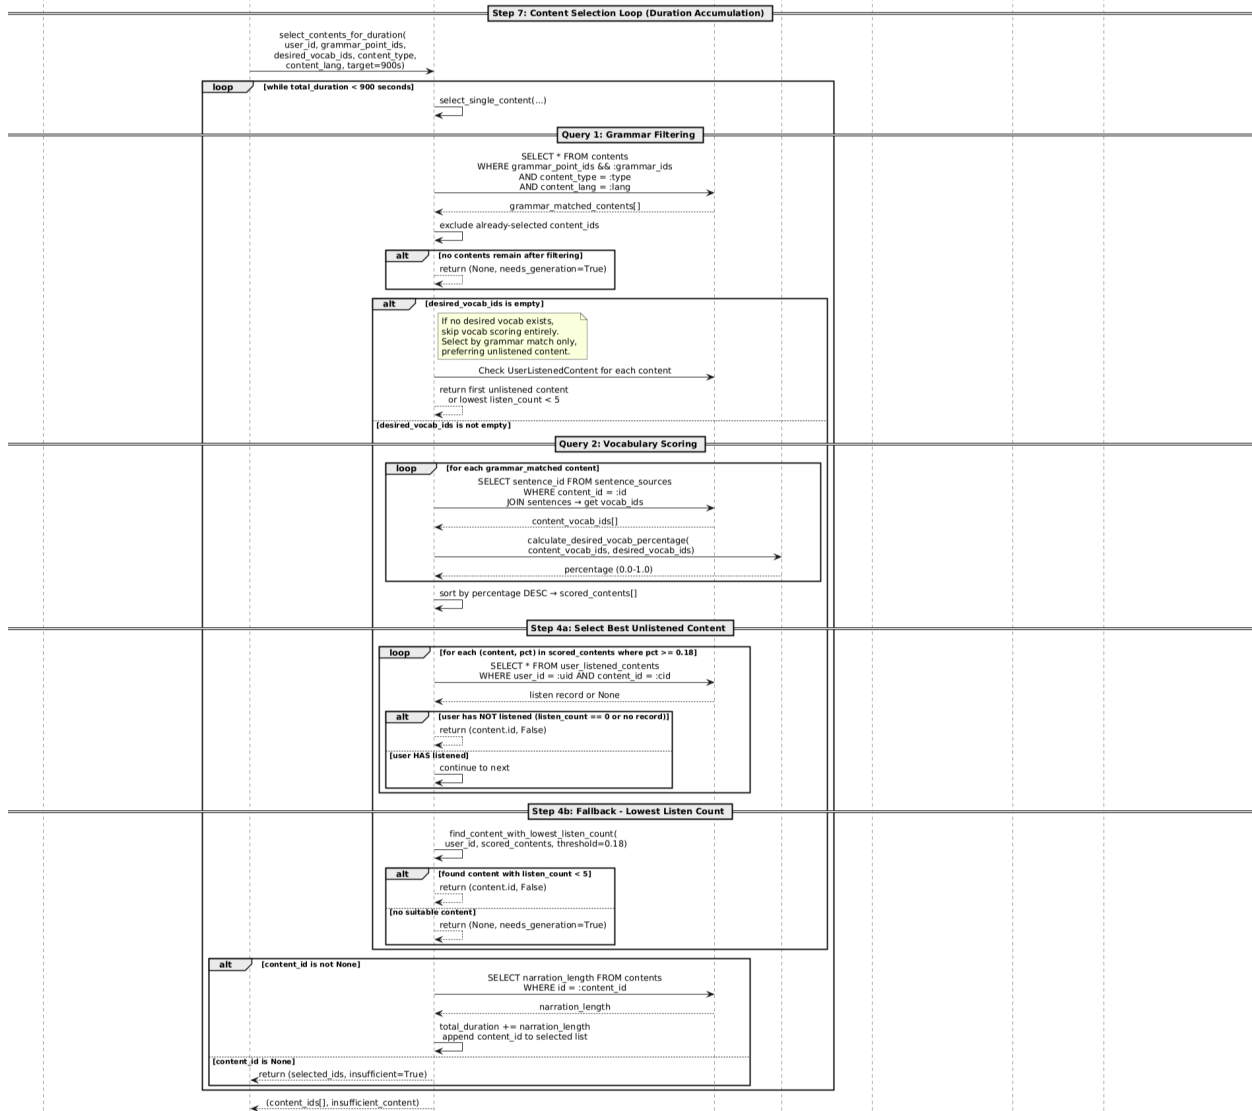 Step 7: Content Selection Loop (Duration Accumulation)
select_contents_for_duration(
user_id, grammar_point_ids,
desired_vocab_ids, content_type,
content_lang, target=900s)
loop [while total_duration < 900 seconds]
select_single_content(...)
Query 1: Grammar Filtering
SELECT * FROM contents
WHERE grammar_point_ids && :grammar_ids
AND content_type = :type
AND content_lang = :lang
grammar_matched_contents[]
exclude already-selected content_ids
alt [no contents remain after filtering]
return (None, needs_generation=True)
alt [desired_vocab_ids is empty]
If no desired vocab exists,
skip vocab scoring entirely.
Select by grammar match only,
preferring unlistened content.
Check UserListenedContent for each content
return first unlistened content
or lowest listen_count < 5
[desired_vocab_ids is not empty]
Query 2: Vocabulary Scoring
loop [for each grammar_matched content]
SELECT sentence_id FROM sentence_sources
WHERE content_id = :id
JOIN sentences → get vocab_ids
content_vocab_ids[]
calculate_desired_vocab_percentage(
content_vocab_ids, desired_vocab_ids)
percentage (0.0-1.0)
sort by percentage DESC → scored_contents[]
Step 4a: Select Best Unlistened Content
loop [for each (content, pct) in scored_contents where pct >= 0.18]
SELECT * FROM user_listened_contents
WHERE user_id = :uid AND content_id = :cid
listen record or None
alt [user has NOT listened (listen_count == 0 or no record)]
return (content.id, False)
[user HAS listened]
continue to next
Step 4b: Fallback - Lowest Listen Count
find_content_with_lowest_listen_count(
user_id, scored_contents, threshold=0.18)
alt [found content with listen_count < 5]
return (content.id, False)
[no suitable content]
return (None, needs_generation=True)
alt [content_id is not None]
SELECT narration_length FROM contents
WHERE id = :content_id
narration_length
total_duration += narration_length
append content_id to selected list
[content_id is None]
return (selected_ids, insufficient=True)
(content_ids[], insufficient_content)